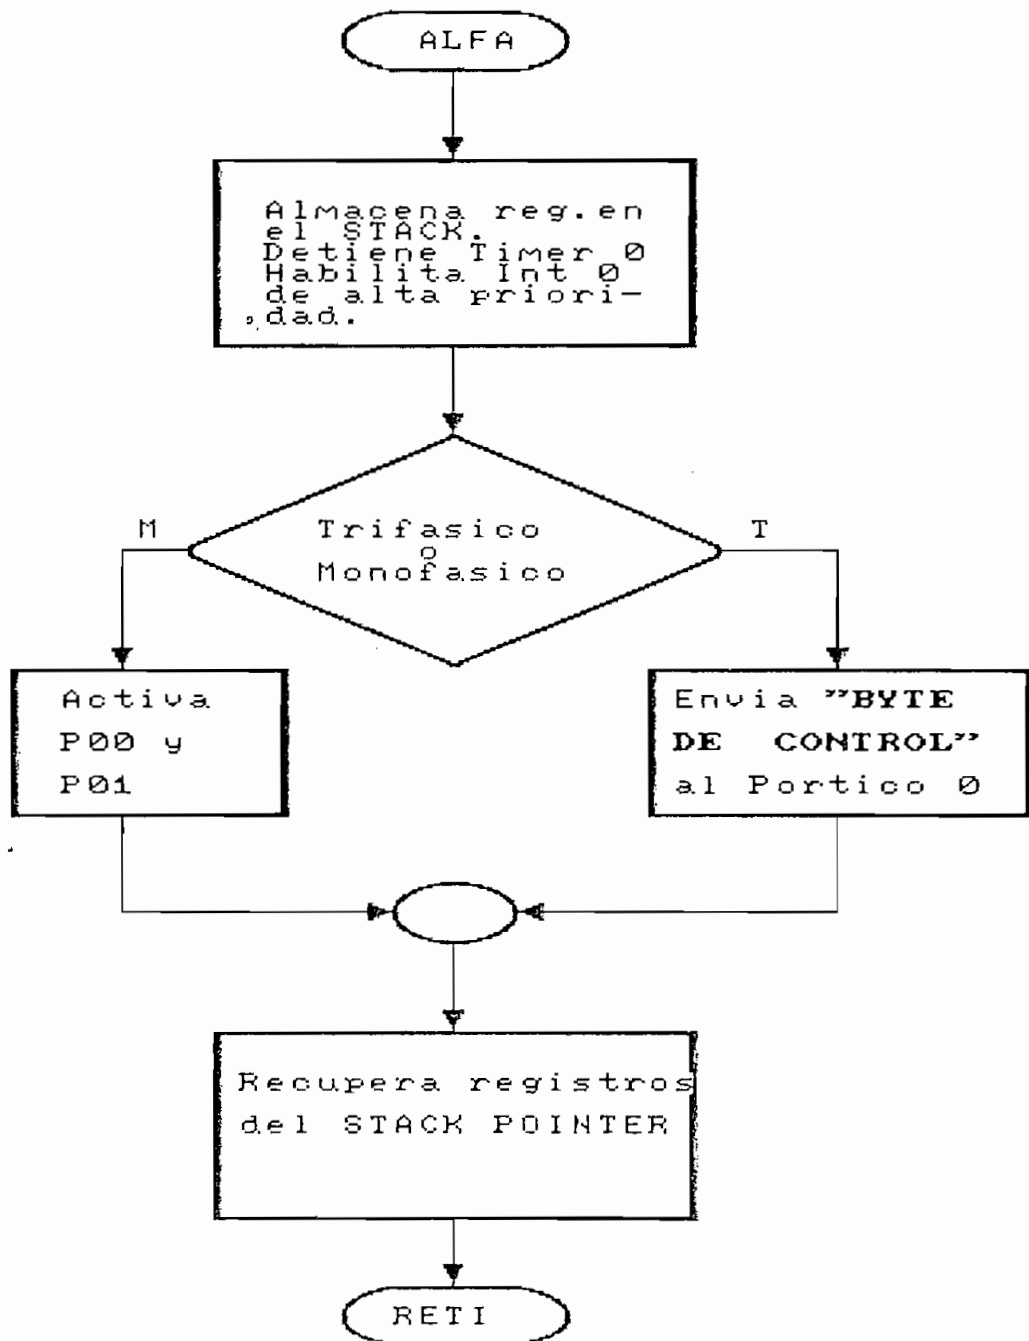 ALFA
Almacena reg.en
el STACK.
Detiene Timer 0
Habilita Int 0
de alta priori-
dad.
M
T
Trifasico
o
Monofasico
Activa
P00 y
P01
Envia "BYTE
DE CONTROL"
al Portico 0
Recupera registros
del STACK POINTER
RETI